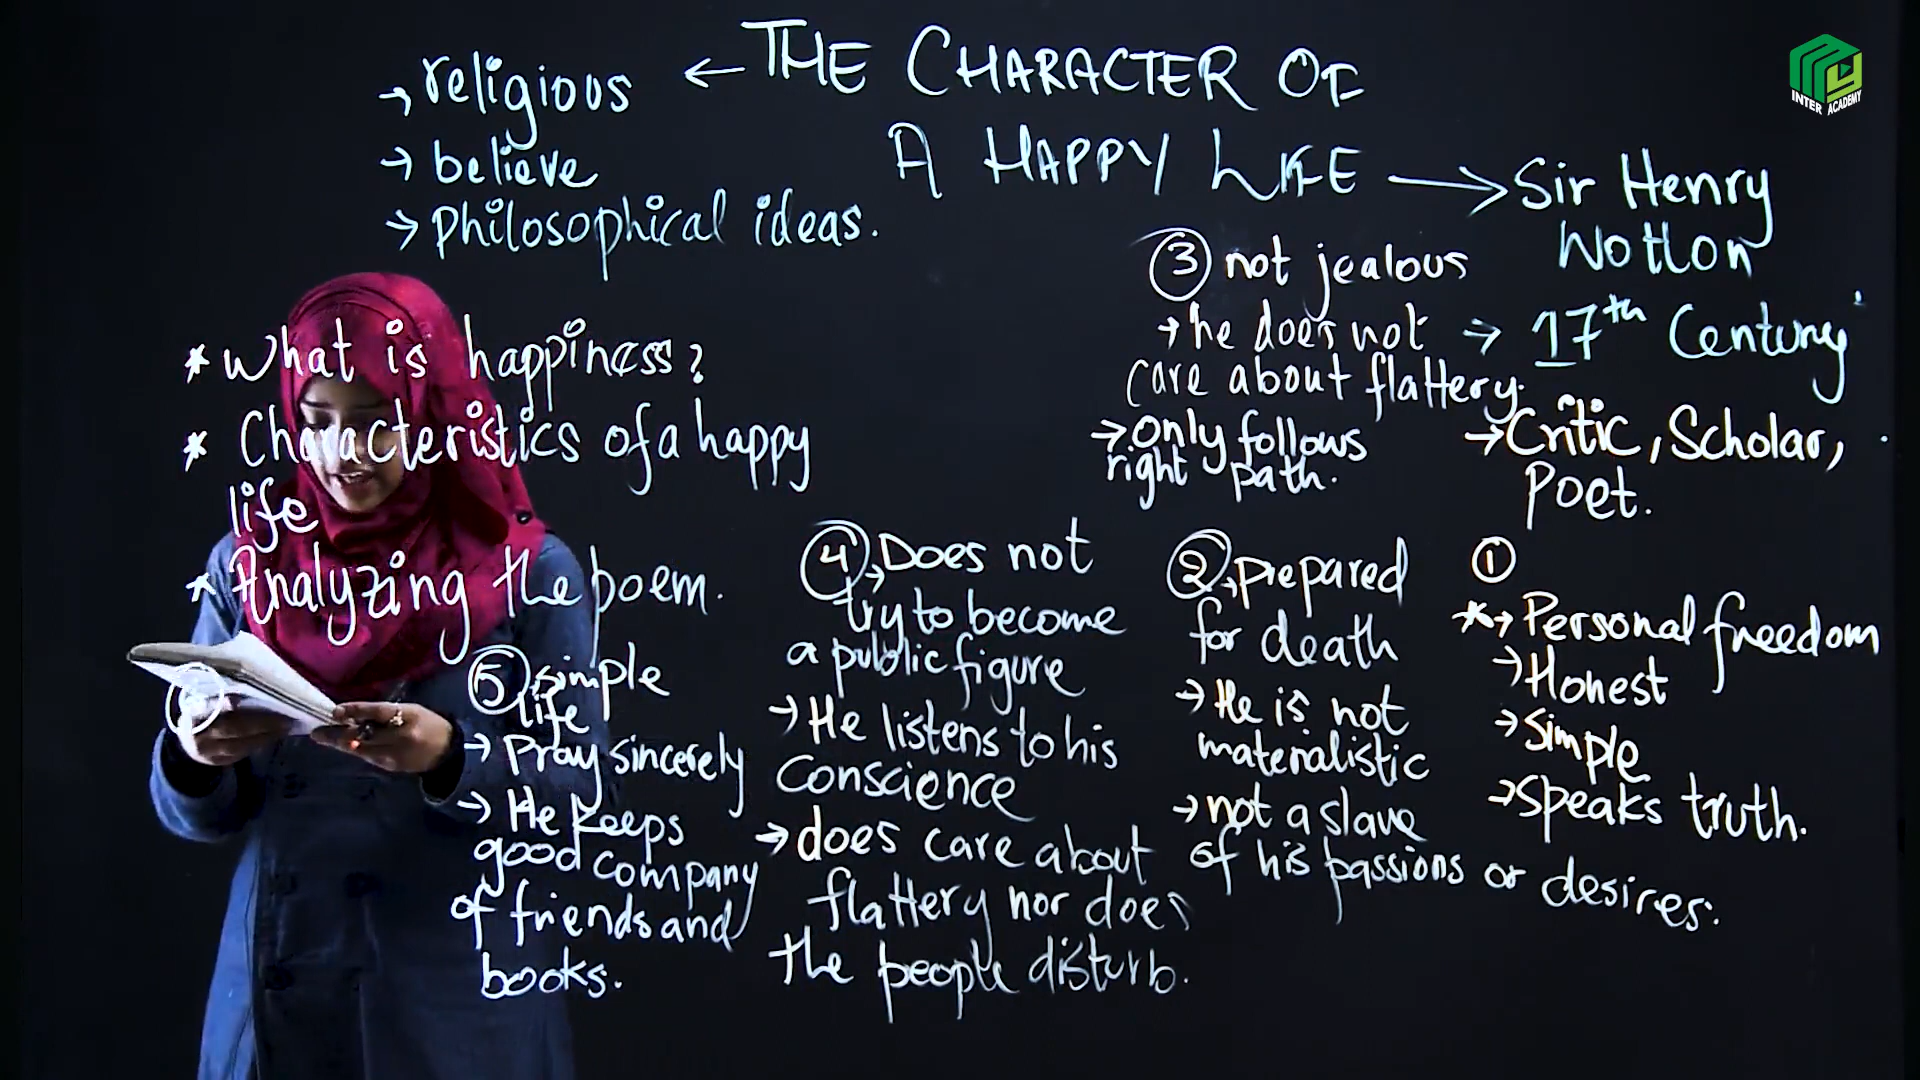 THE CHARACTER OF
A HAPPY LIFE
→ religious ←
→ believe
→ Philosophical ideas.
→ Sir Henry
Wotton
→ 17th Century
→ Critic, Scholar,
Poet.
* What is happiness?
* Characteristics of a happy
life
* Analyzing the poem.
①
*→ Personal freedom
→ Honest
→ Simple
→ Speaks truth.
② → prepared
for death
→ He is not
materialistic
→ not a slave
of his passions or desires.
③ not jealous
→ he does not
care about flattery.
→ only follows
right path.
④ → Does not
try to become
a public figure
→ He listens to his
Conscience
→ does care about
flattery nor does
the people disturb.
⑤ → simple
life
→ Pray sincerely
→ He keeps
good company
of friends and
books.
INTER ACADEMY